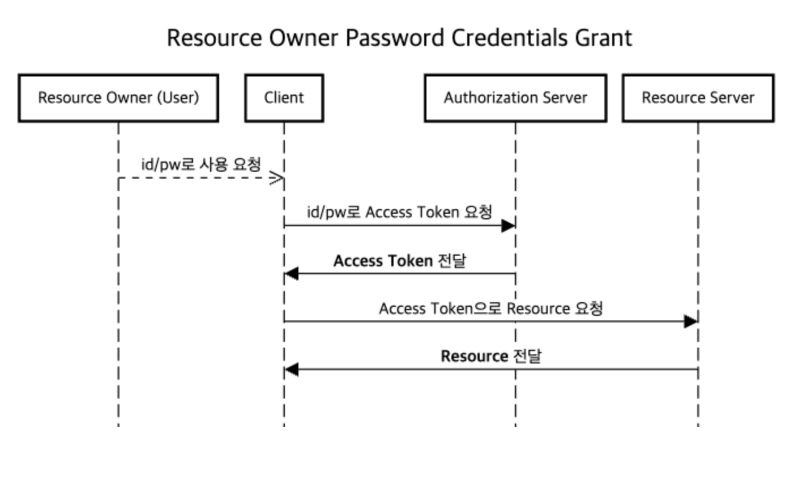 Resource Owner Password Credentials Grant
Resource Owner (User) Client Authorization Server Resource Server
id/pw로 사용 요청
id/pw로 Access Token 요청
Access Token 전달
Access Token으로 Resource 요청
Resource 전달